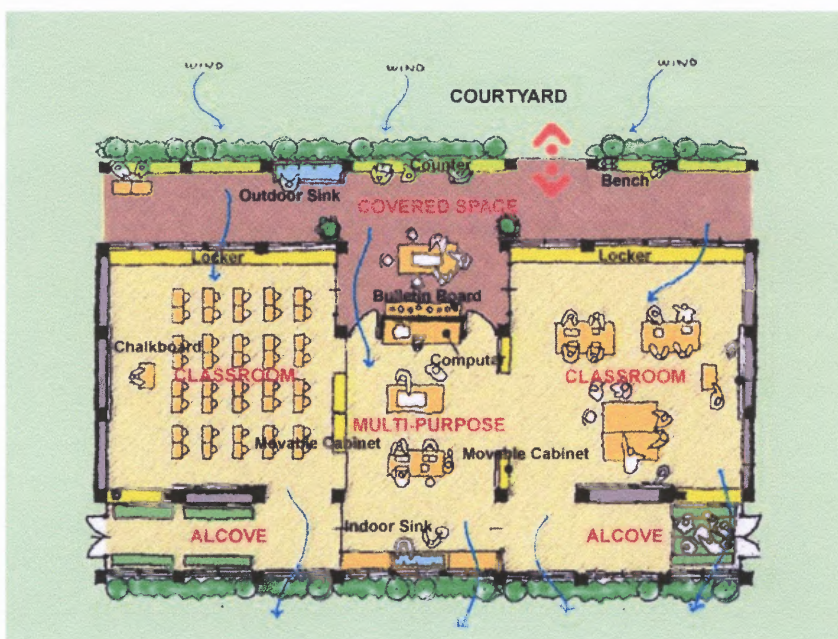 WIND
WIND
WIND
COURTYARD
Counter
Bench
Outdoor Sink
COVERED SPACE
Locker
Locker
Bulletin Board
Chalkboard
Computer
CLASSROOM
CLASSROOM
MULTI-PURPOSE
Movable Cabinet
Movable Cabinet
Indoor Sink
ALCOVE
ALCOVE